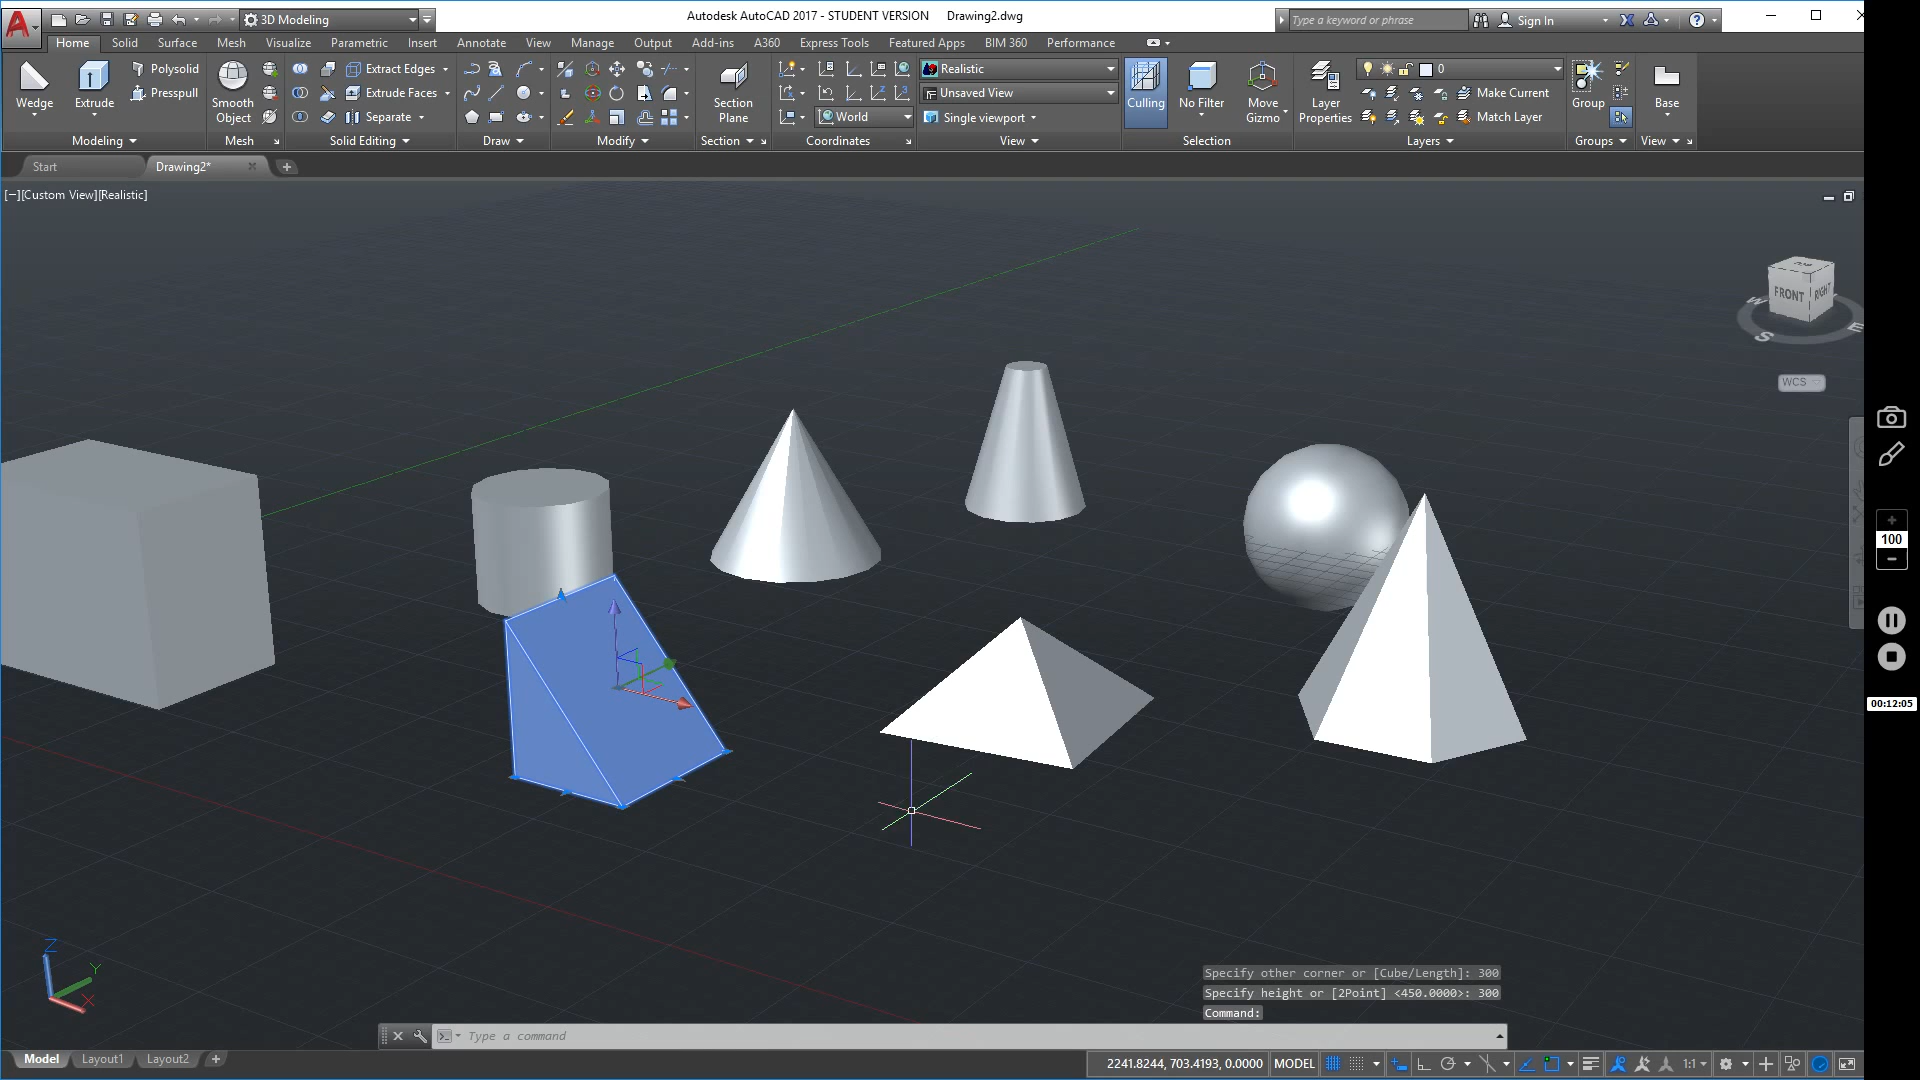 3D Modeling
Autodesk AutoCAD 2017 - STUDENT VERSION Drawing2.dwg
Type a keyword or phrase
Sign In
Home Solid Surface Mesh Visualize Parametric Insert Annotate View Manage Output Add-ins A360 Express Tools Featured Apps BIM 360 Performance
Wedge
Extrude
Polysolid
Presspull
Smooth Object
Extract Edges
Extrude Faces
Separate
Section Plane
World
Realistic
Unsaved View
Single viewport
Culling
No Filter
Move Gizmo
Layer Properties
0
Make Current
Match Layer
Group
Base
Modeling Mesh Solid Editing Draw Modify Section Coordinates View Selection Layers Groups View
Start Drawing2*
[−][Custom View][Realistic]
TOP
FRONT
RIGHT
W
S
E
WCS
100
00:12:05
Z
Y
X
Specify other corner or [Cube/Length]: 300
Specify height or [2Point] <450.0000>: 300
Command:
Type a command
Model Layout1 Layout2
2241.8244, 703.4193, 0.0000 MODEL 1:1